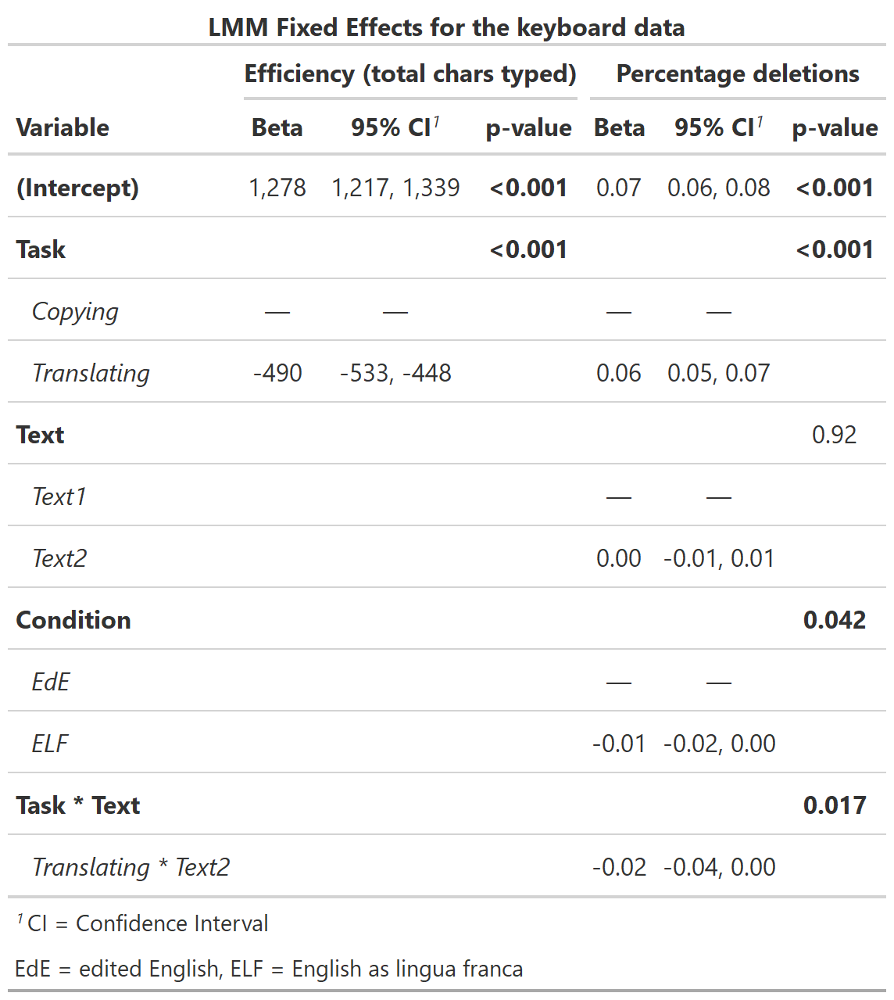 LMM Fixed Effects for the keyboard data
Efficiency (total chars typed) Percentage deletions
Variable Beta 95% CI1 p-value Beta 95% CI1 p-value
(Intercept) 1,278 1,217, 1,339 <0.001 0.07 0.06, 0.08 <0.001
Task <0.001 <0.001
Copying — — — —
Translating -490 -533, -448 0.06 0.05, 0.07
Text 0.92
Text1 — —
Text2 0.00 -0.01, 0.01
Condition 0.042
EdE — —
ELF -0.01 -0.02, 0.00
Task * Text 0.017
Translating * Text2 -0.02 -0.04, 0.00
1 CI = Confidence Interval
EdE = edited English, ELF = English as lingua franca